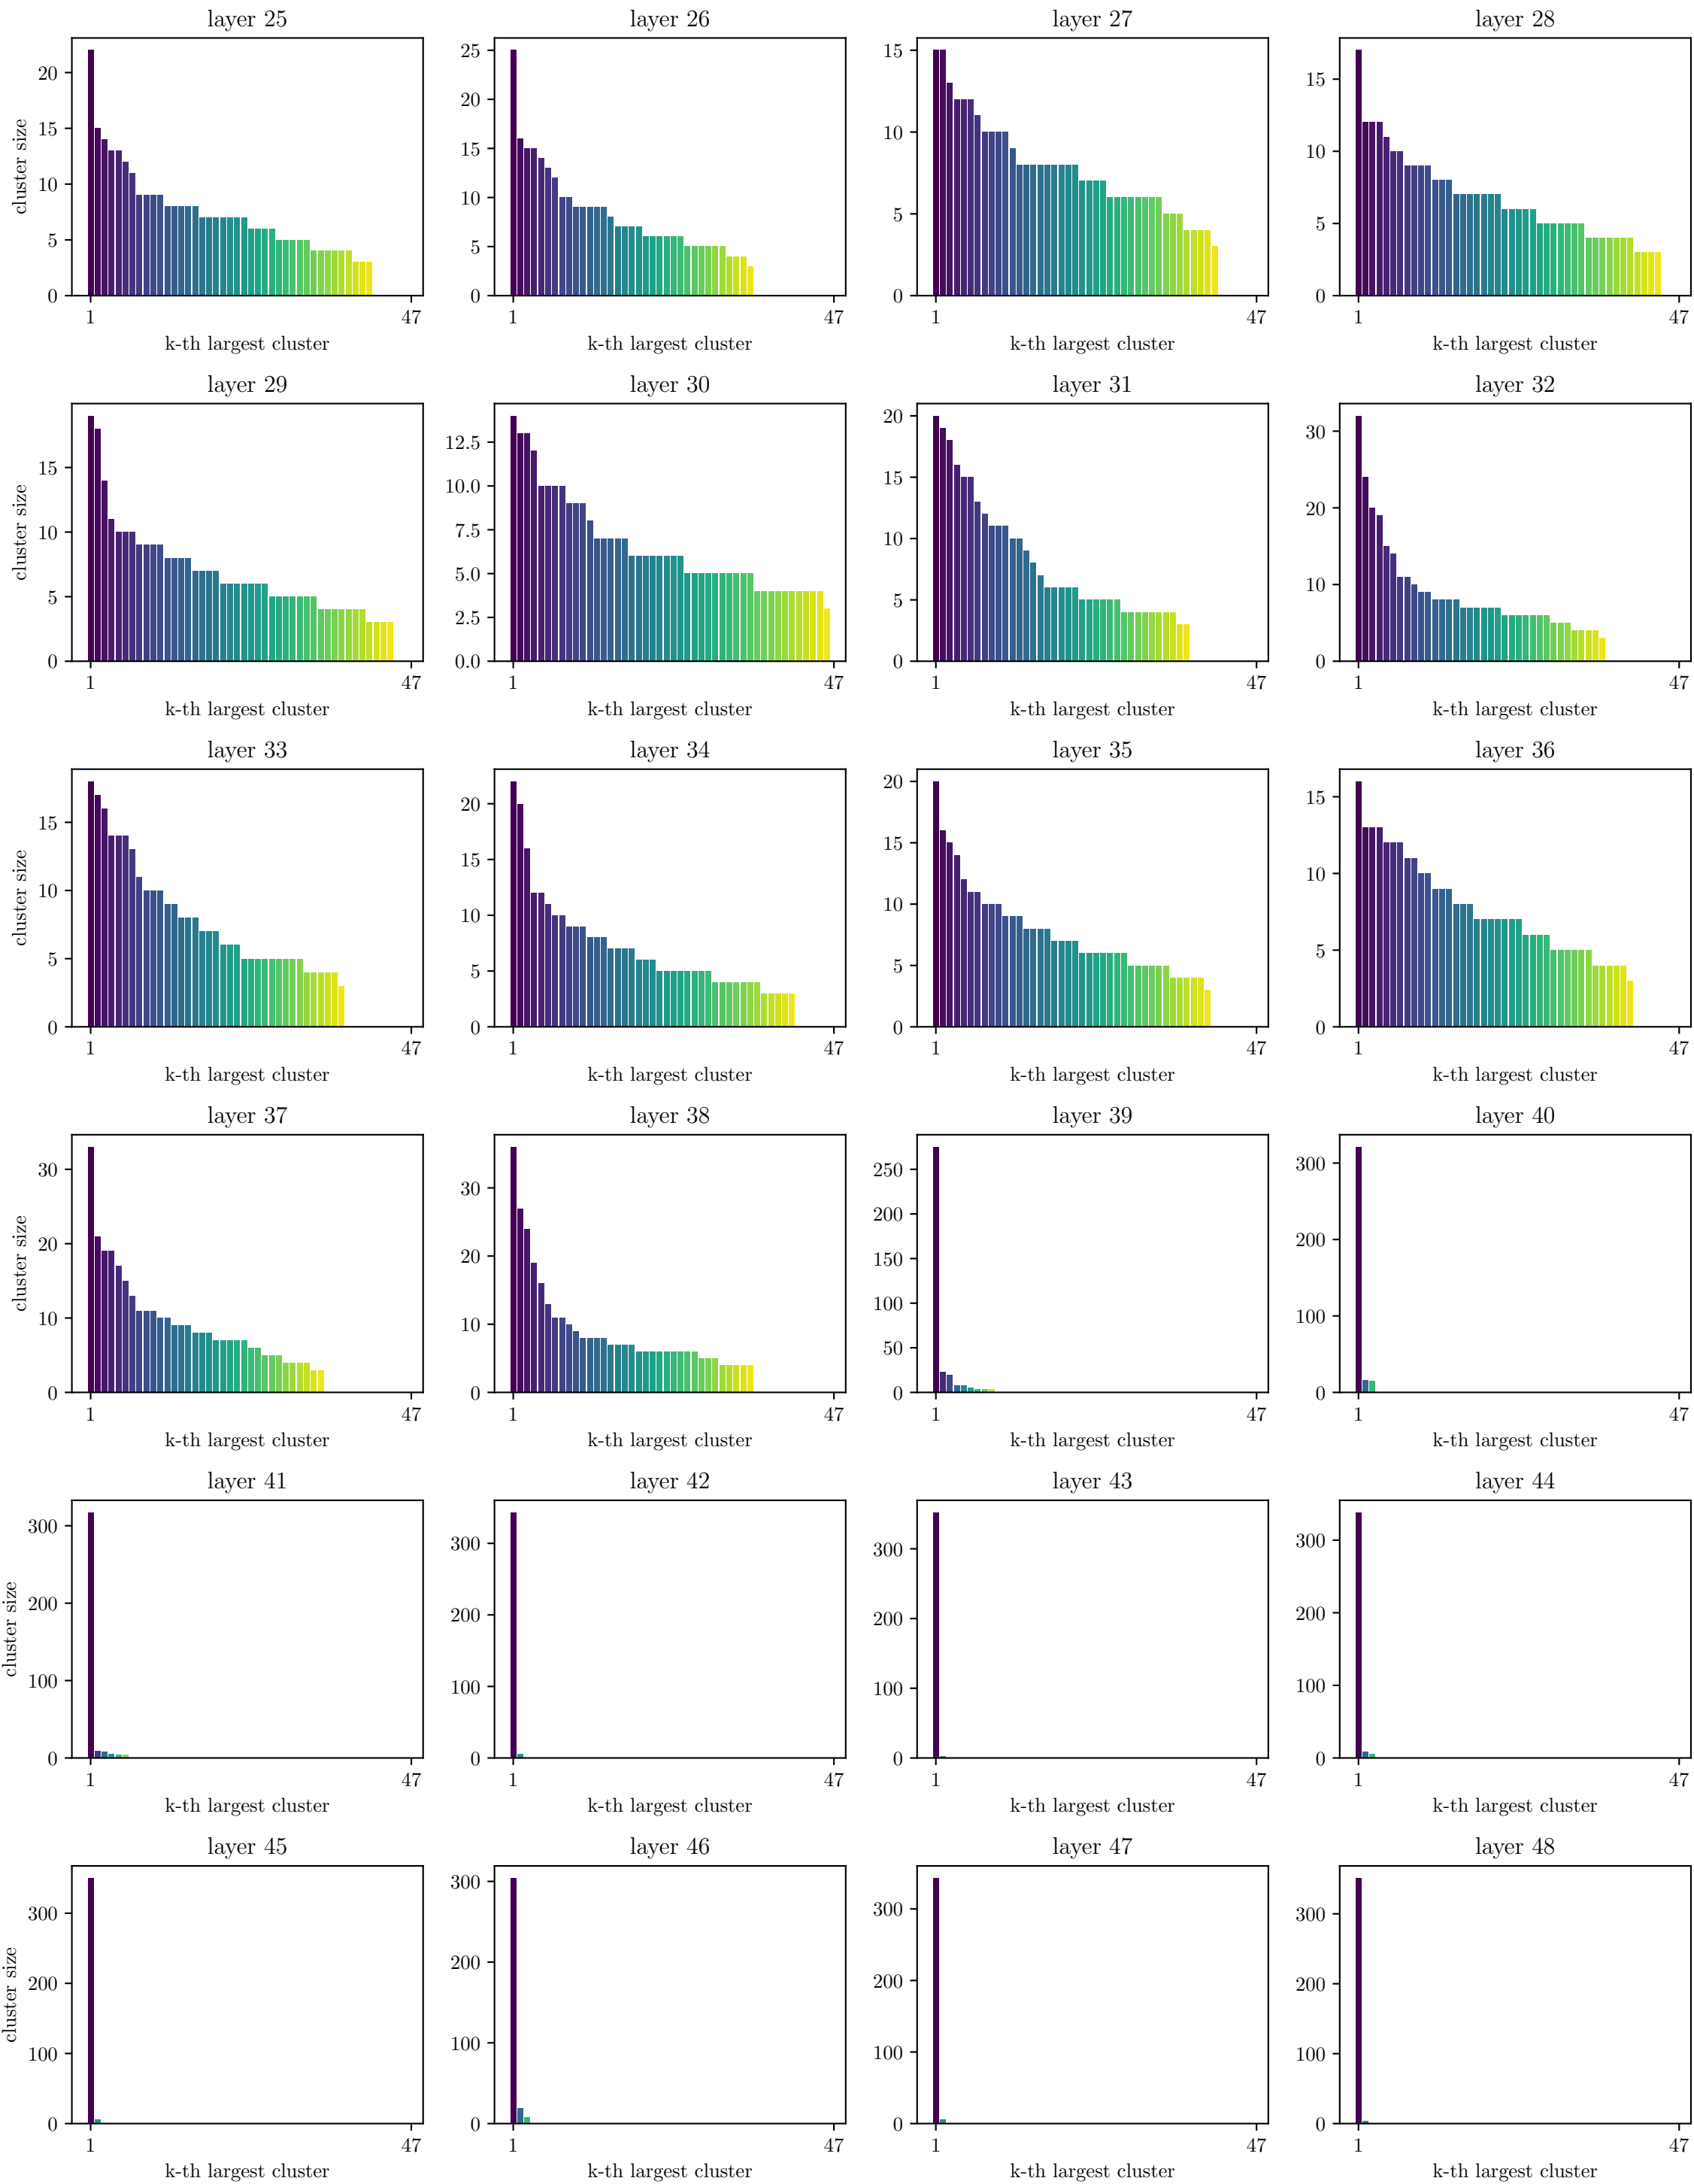 layer 25
layer 26
layer 27
layer 28
cluster size
20
15
10
5
0
1
47
k-th largest cluster
25
20
15
10
5
0
1
47
k-th largest cluster
15
10
5
0
1
47
k-th largest cluster
15
10
5
0
1
47
k-th largest cluster
layer 29
layer 30
layer 31
layer 32
cluster size
15
10
5
0
1
47
k-th largest cluster
12.5
10.0
7.5
5.0
2.5
0.0
1
47
k-th largest cluster
20
15
10
5
0
1
47
k-th largest cluster
30
20
10
0
1
47
k-th largest cluster
layer 33
layer 34
layer 35
layer 36
cluster size
15
10
5
0
1
47
k-th largest cluster
20
15
10
5
0
1
47
k-th largest cluster
20
15
10
5
0
1
47
k-th largest cluster
15
10
5
0
1
47
k-th largest cluster
layer 37
layer 38
layer 39
layer 40
cluster size
30
20
10
0
1
47
k-th largest cluster
30
20
10
0
1
47
k-th largest cluster
250
200
150
100
50
0
1
47
k-th largest cluster
300
200
100
0
1
47
k-th largest cluster
layer 41
layer 42
layer 43
layer 44
cluster size
300
200
100
0
1
47
k-th largest cluster
300
200
100
0
1
47
k-th largest cluster
300
200
100
0
1
47
k-th largest cluster
300
200
100
0
1
47
k-th largest cluster
layer 45
layer 46
layer 47
layer 48
cluster size
300
200
100
0
1
47
k-th largest cluster
300
200
100
0
1
47
k-th largest cluster
300
200
100
0
1
47
k-th largest cluster
300
200
100
0
1
47
k-th largest cluster